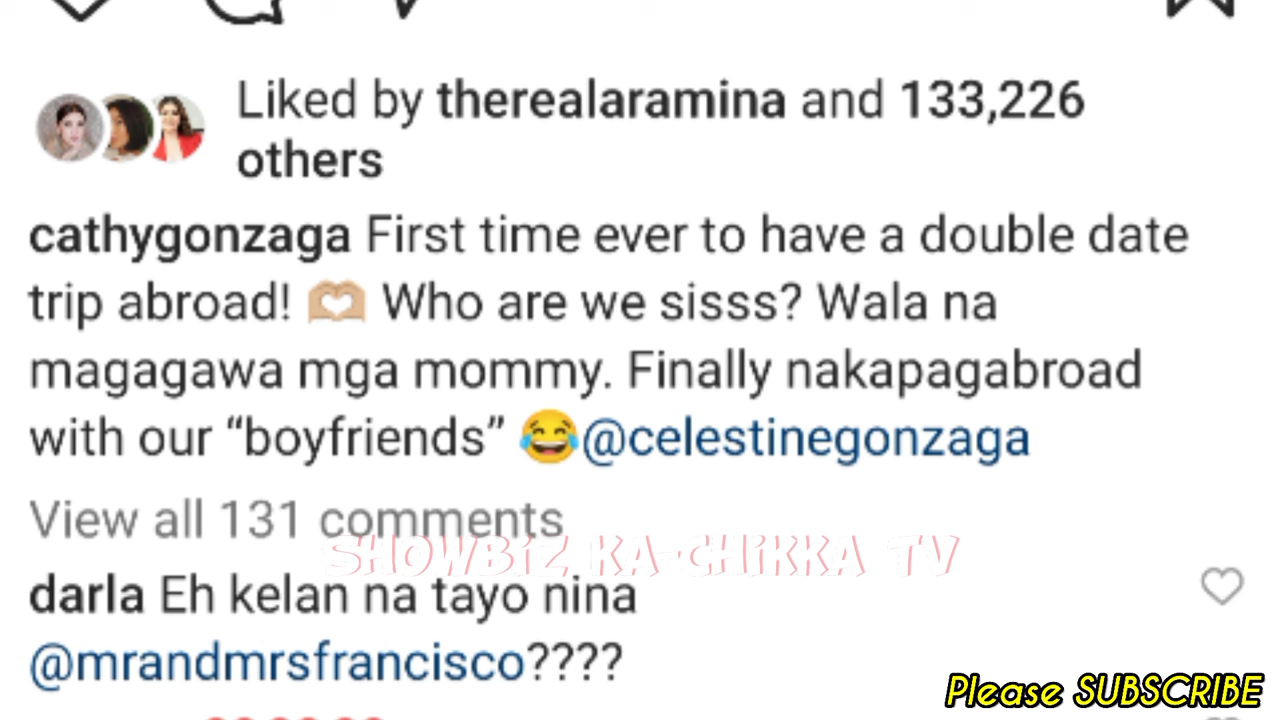 Liked by therealaramina and 133,226
others
cathygonzaga First time ever to have a double date
trip abroad! 🫶🏼 Who are we sisss? Wala na
magagawa mga mommy. Finally nakapagabroad
with our “boyfriends” 😂@celestinegonzaga
View all 131 comments
SHOWBIZ KA-CHIKKA TV
darla Eh kelan na tayo nina
@mrandmrsfrancisco????
Please SUBSCRIBE